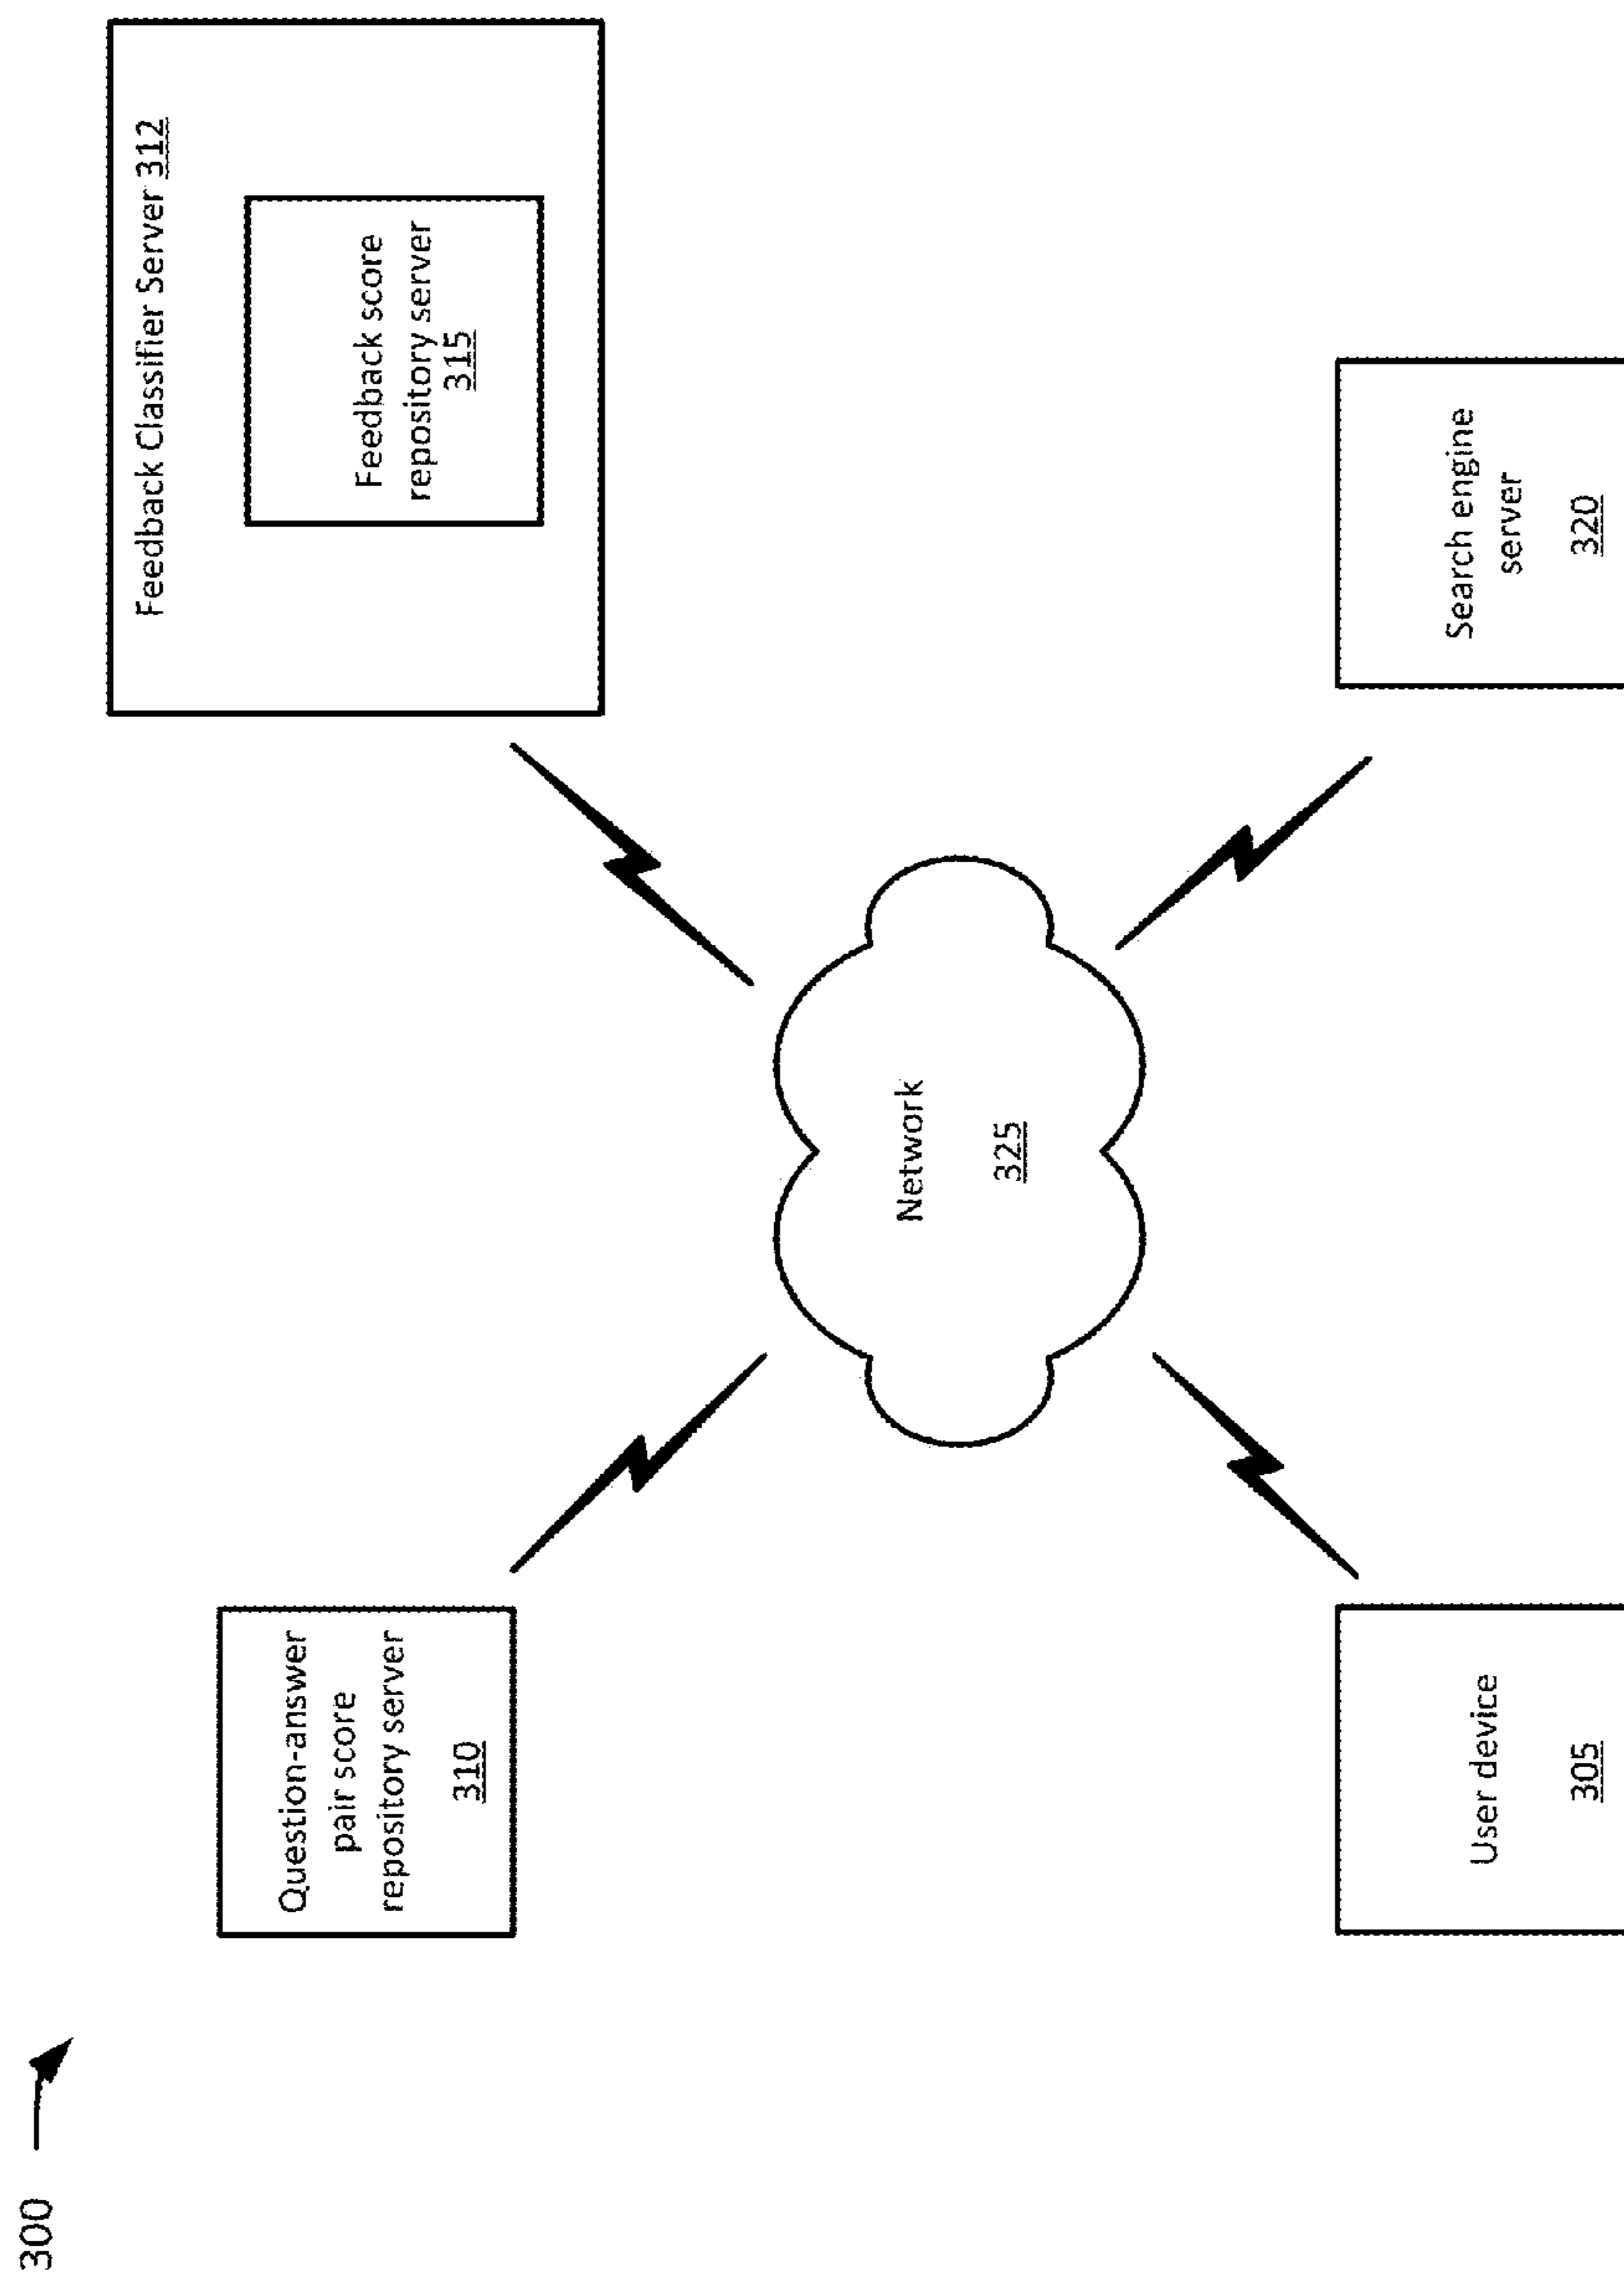 300
Question-answer
pair score
repository server
310
Feedback Classifier Server 312
Feedback score
repository server
315
Network
325
User device
305
Search engine
server
320